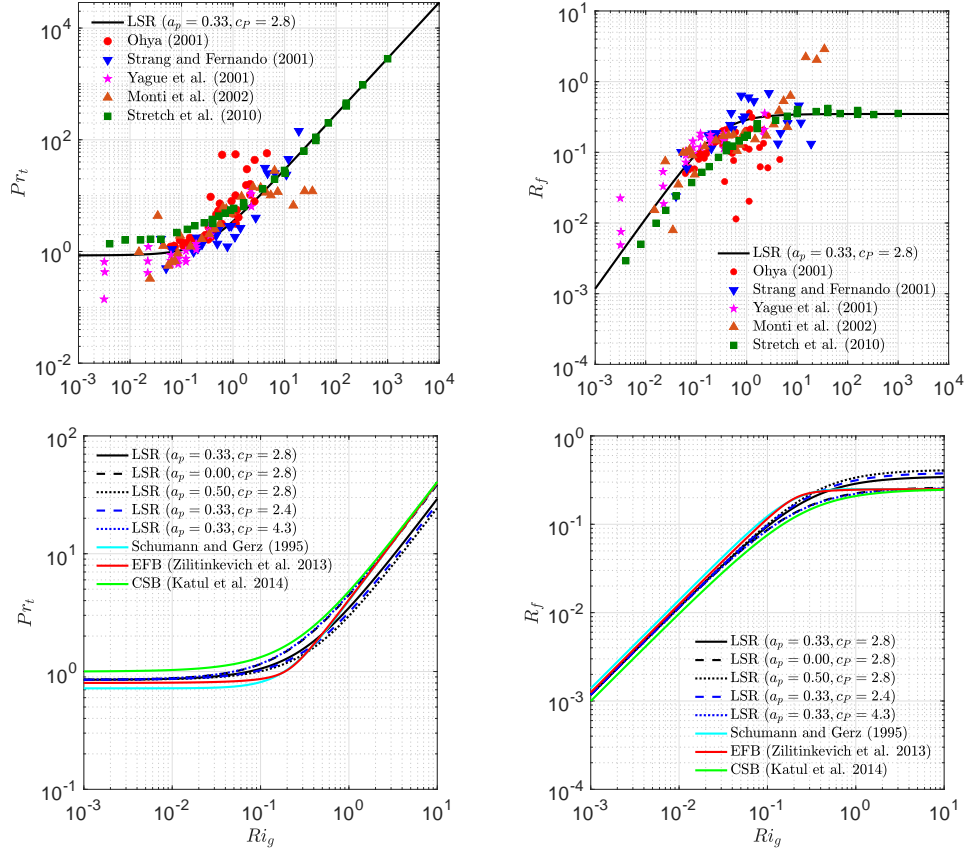 LSR (a_p = 0.33, c_P = 2.8)
Ohya (2001)
Strang and Fernando (2001)
Yague et al. (2001)
Monti et al. (2002)
Stretch et al. (2010)
Pr_t
10^4
10^2
10^0
10^-2
10^-3 10^-2 10^-1 10^0 10^1 10^2 10^3 10^4
R_f
10^2
10^1
10^0
10^-1
10^-2
10^-3
10^-4
LSR (a_p = 0.33, c_P = 2.8)
Ohya (2001)
Strang and Fernando (2001)
Yague et al. (2001)
Monti et al. (2002)
Stretch et al. (2010)
10^-3 10^-2 10^-1 10^0 10^1 10^2 10^3 10^4
Pr_t
10^2
10^1
10^0
10^-1
LSR (a_p = 0.33, c_P = 2.8)
LSR (a_p = 0.00, c_P = 2.8)
LSR (a_p = 0.50, c_P = 2.8)
LSR (a_p = 0.33, c_P = 2.4)
LSR (a_p = 0.33, c_P = 4.3)
Schumann and Gerz (1995)
EFB (Zilitinkevich et al. 2013)
CSB (Katul et al. 2014)
10^-3 10^-2 10^-1 10^0 10^1
Ri_g
R_f
10^0
10^-1
10^-2
10^-3
10^-4
LSR (a_p = 0.33, c_P = 2.8)
LSR (a_p = 0.00, c_P = 2.8)
LSR (a_p = 0.50, c_P = 2.8)
LSR (a_p = 0.33, c_P = 2.4)
LSR (a_p = 0.33, c_P = 4.3)
Schumann and Gerz (1995)
EFB (Zilitinkevich et al. 2013)
CSB (Katul et al. 2014)
10^-3 10^-2 10^-1 10^0 10^1
Ri_g